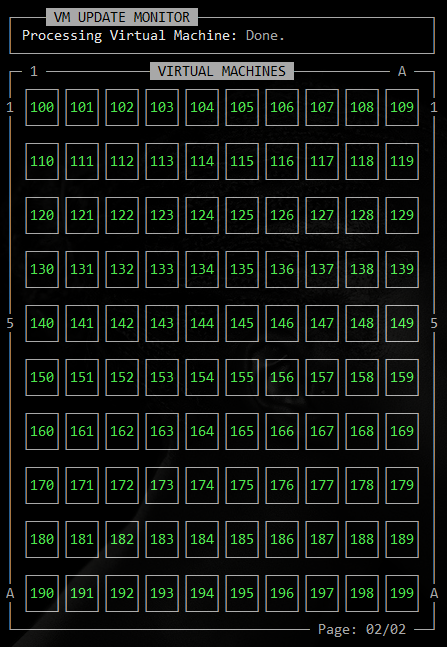 VM UPDATE MONITOR
Processing Virtual Machine: Done.
1 VIRTUAL MACHINES A
1 100 101 102 103 104 105 106 107 108 109 1
110 111 112 113 114 115 116 117 118 119
120 121 122 123 124 125 126 127 128 129
130 131 132 133 134 135 136 137 138 139
5 140 141 142 143 144 145 146 147 148 149 5
150 151 152 153 154 155 156 157 158 159
160 161 162 163 164 165 166 167 168 169
170 171 172 173 174 175 176 177 178 179
180 181 182 183 184 185 186 187 188 189
A 190 191 192 193 194 195 196 197 198 199 A
Page: 02/02